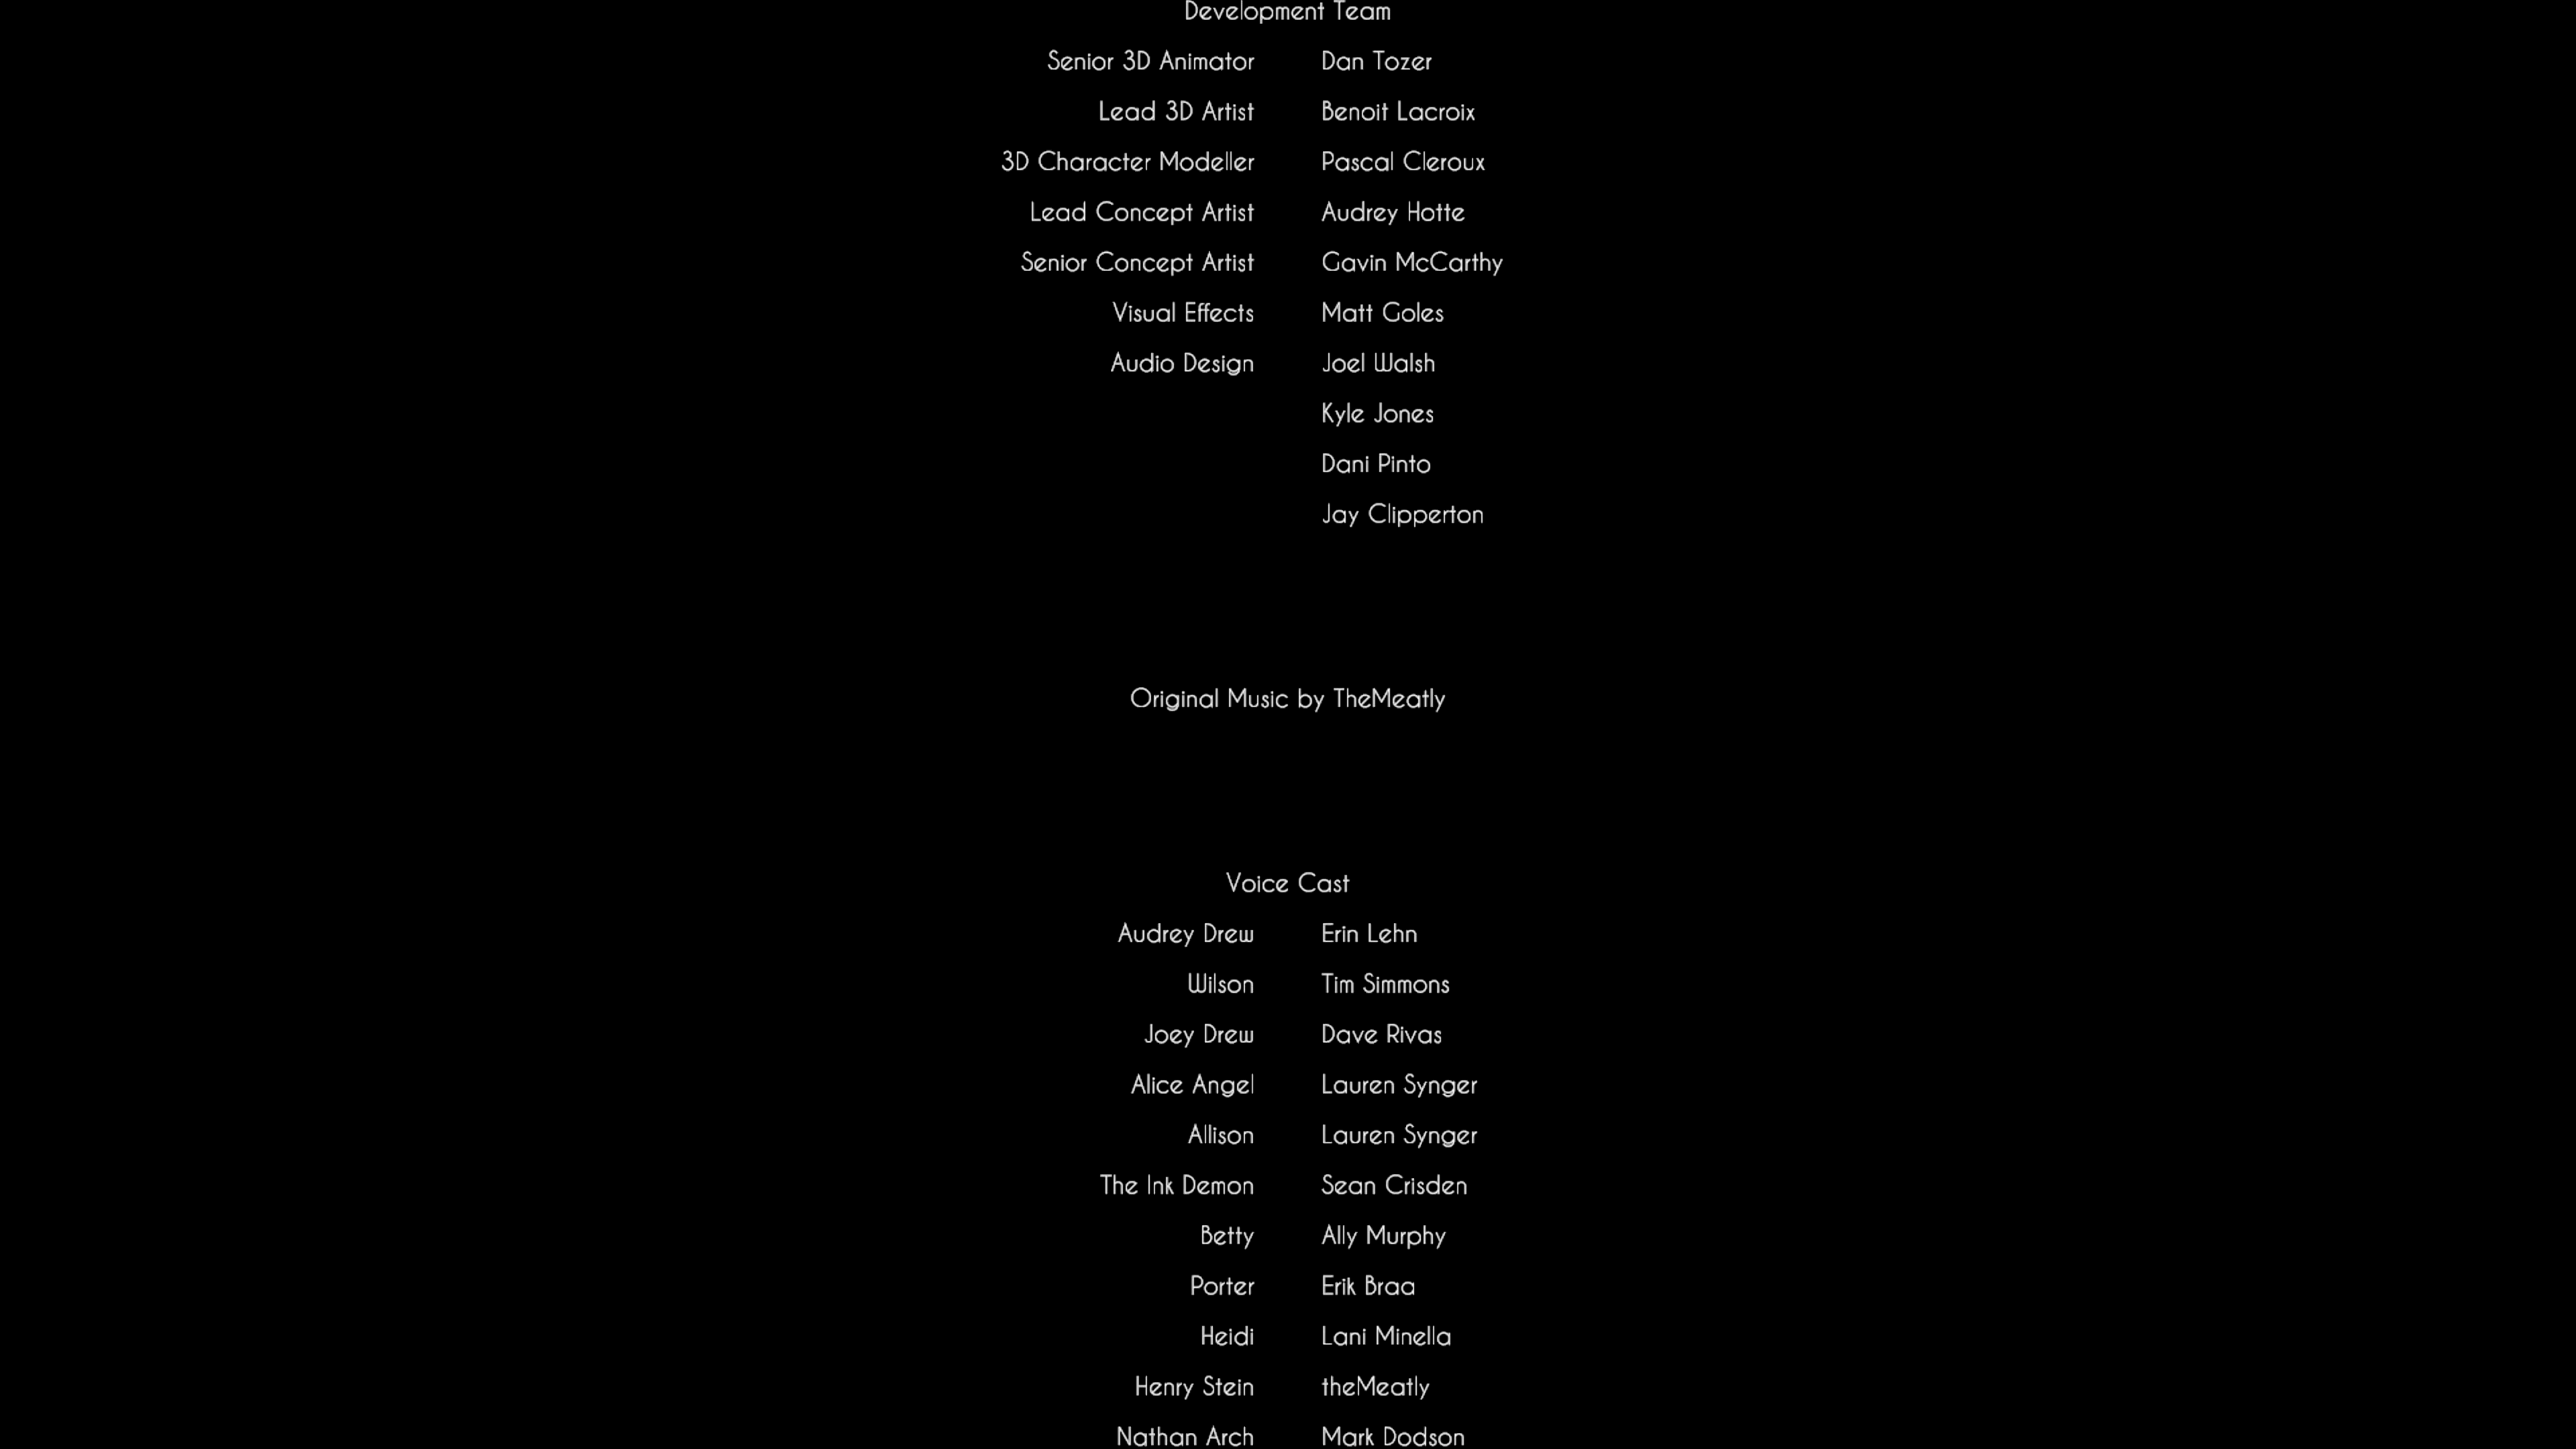 Development Team
Senior 3D Animator Dan Tozer
Lead 3D Artist Benoit Lacroix
3D Character Modeller Pascal Cleroux
Lead Concept Artist Audrey Hotte
Senior Concept Artist Gavin McCarthy
Visual Effects Matt Goles
Audio Design Joel Walsh
Kyle Jones
Dani Pinto
Jay Clipperton
Original Music by TheMeatly
Voice Cast
Audrey Drew Erin Lehn
Wilson Tim Simmons
Joey Drew Dave Rivas
Alice Angel Lauren Synger
Allison Lauren Synger
The Ink Demon Sean Crisden
Betty Ally Murphy
Porter Erik Braa
Heidi Lani Minella
Henry Stein theMeatly
Nathan Arch Mark Dodson